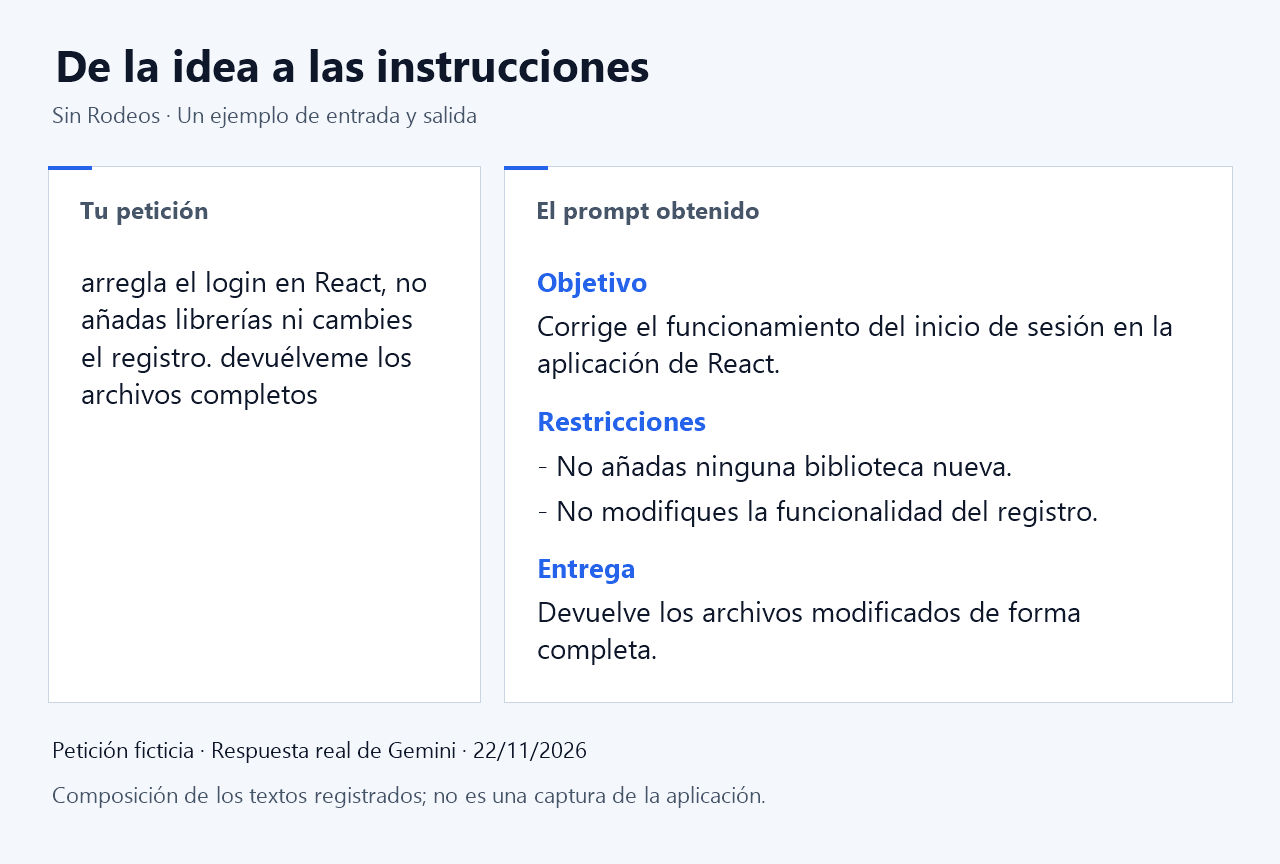 De la idea a las instrucciones
Sin Rodeos · Un ejemplo de entrada y salida
Tu petición
arregla el login en React, no
añadas librerías ni cambies
el registro. devuélveme los
archivos completos
El prompt obtenido
Objetivo
Corrige el funcionamiento del inicio de sesión en la
aplicación de React.
Restricciones
- No añadas ninguna biblioteca nueva.
- No modifiques la funcionalidad del registro.
Entrega
Devuelve los archivos modificados de forma
completa.
Petición ficticia · Respuesta real de Gemini · 22/11/2026
Composición de los textos registrados; no es una captura de la aplicación.